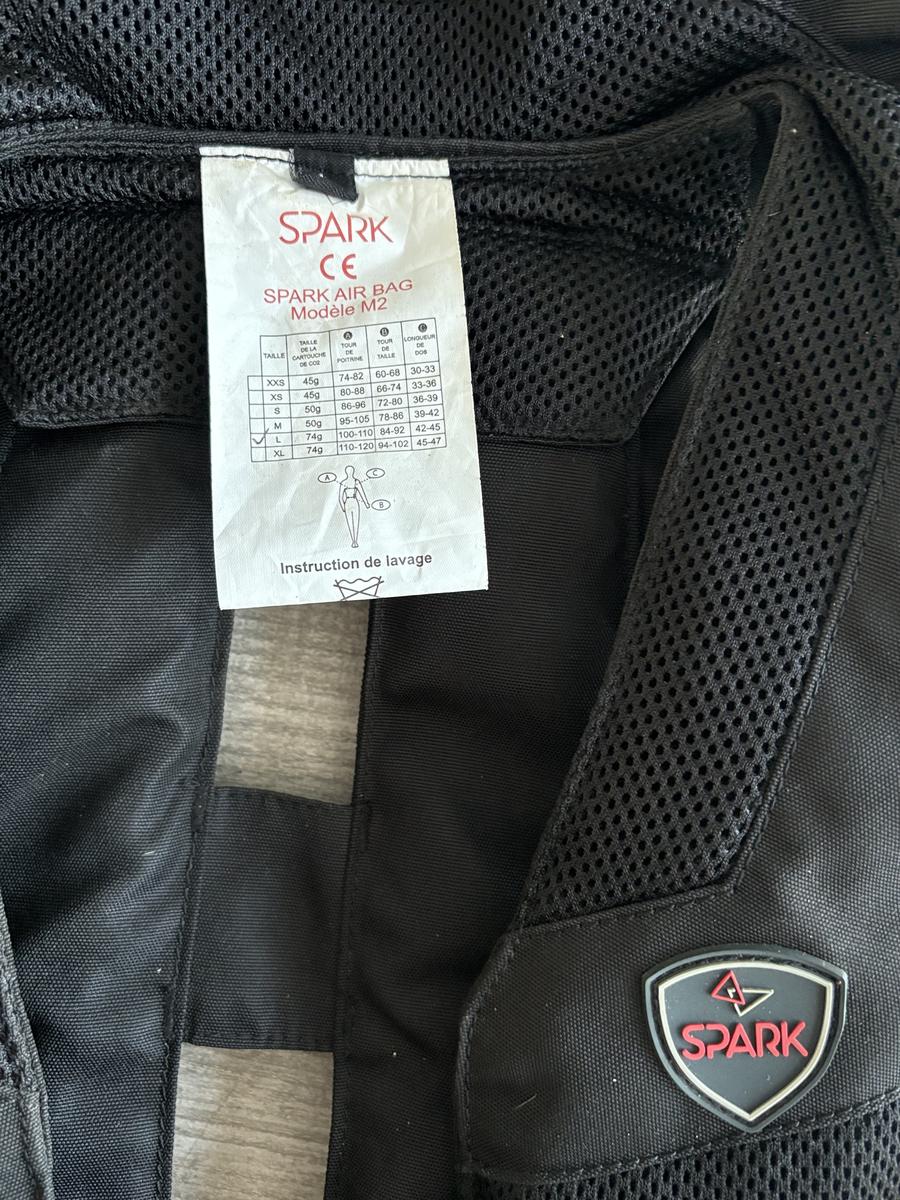 SPARK
CE
SPARK AIR BAG
Modèle M2
TAILLE TAILLE DE LA CARTOUCHE DE CO2 A TOUR DE POITRINE B TOUR DE TAILLE C LONGUEUR DE DOS
XXS 45g 74-82 60-68 30-33
XS 45g 80-88 66-74 33-36
S 50g 86-96 72-80 36-39
M 50g 95-105 78-86 39-42
L 74g 100-110 84-92 42-45
XL 74g 110-120 94-102 45-47
A C
B
Instruction de lavage
SPARK